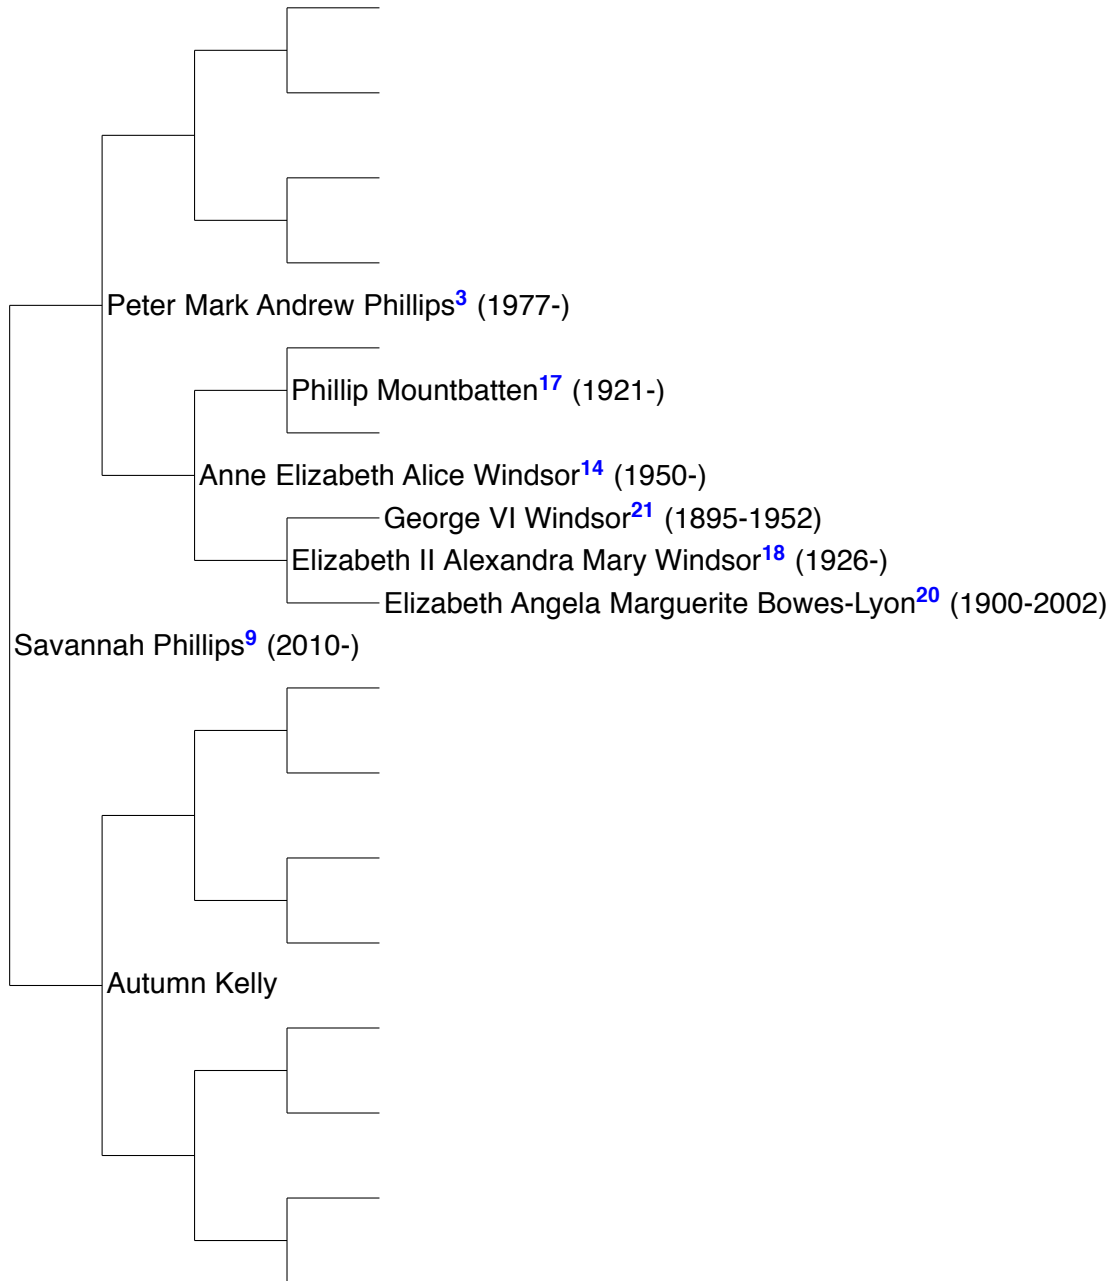 Peter Mark Andrew Phillips3 (1977-)
Phillip Mountbatten17 (1921-)
Anne Elizabeth Alice Windsor14 (1950-)
George VI Windsor21 (1895-1952)
Elizabeth II Alexandra Mary Windsor18 (1926-)
Elizabeth Angela Marguerite Bowes-Lyon20 (1900-2002)
Savannah Phillips9 (2010-)
Autumn Kelly